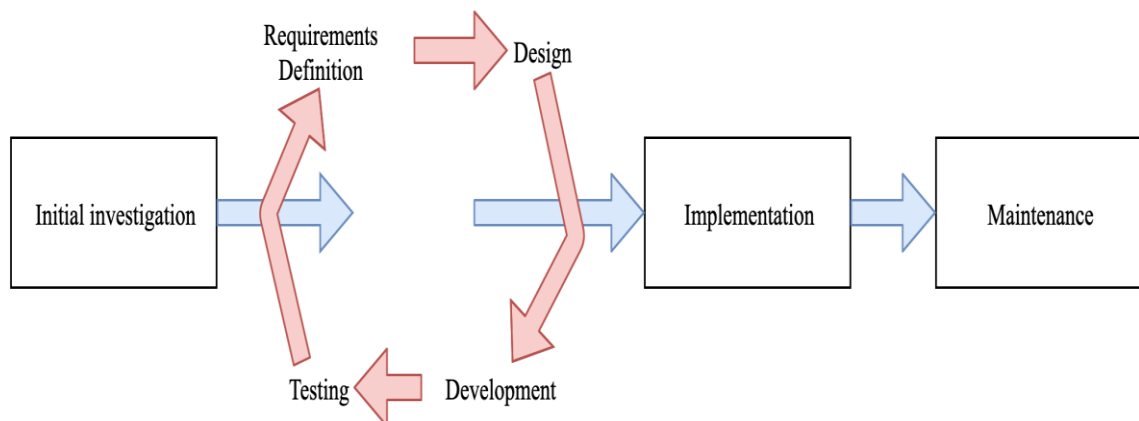 Requirements
Definition
Design
Initial investigation
Implementation
Maintenance
Testing
Development